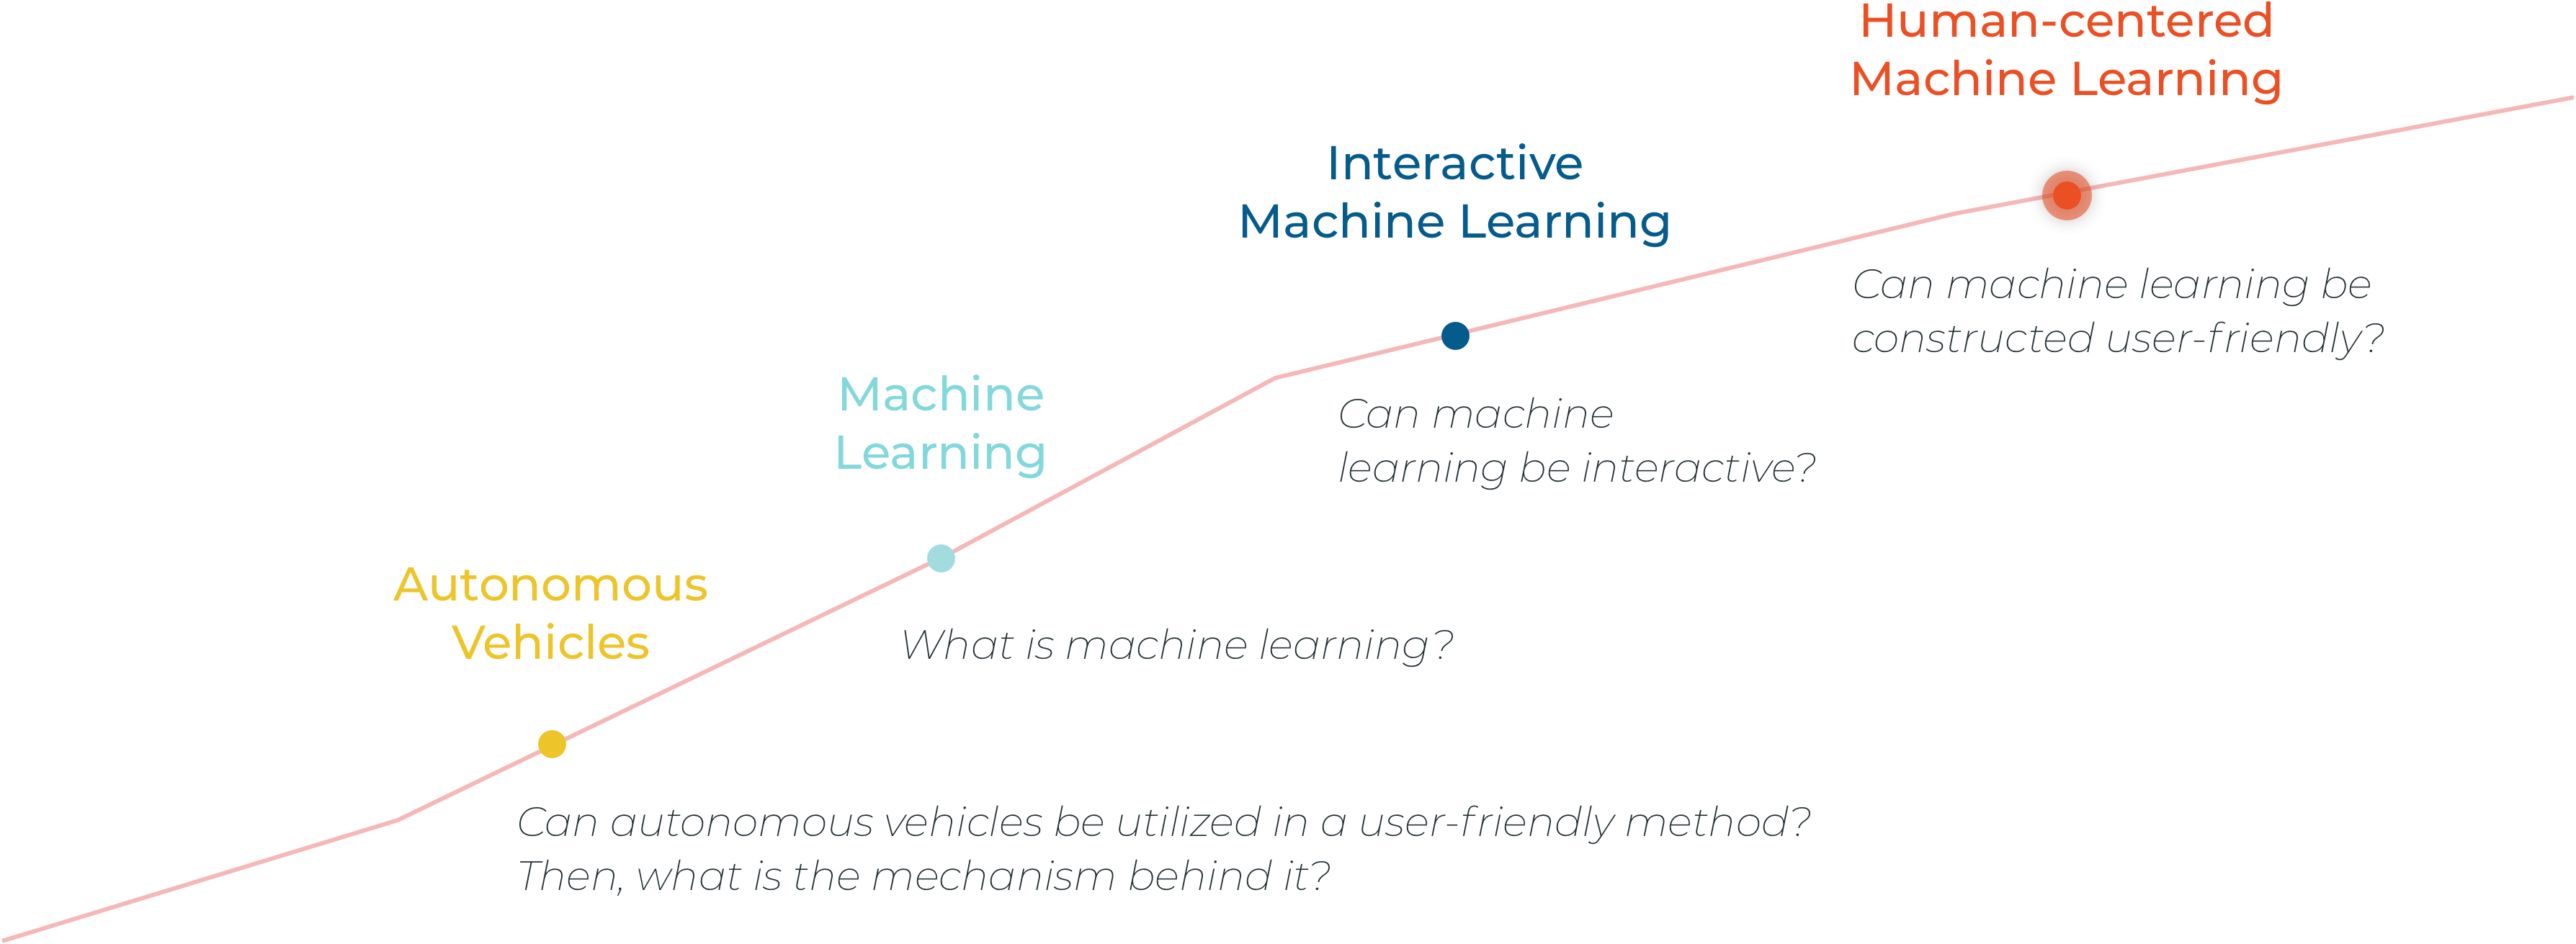 Human-centered
Machine Learning
Interactive
Machine Learning
Can machine learning be
constructed user-friendly?
Machine
Learning
Can machine
learning be interactive?
Autonomous
Vehicles
What is machine learning?
Can autonomous vehicles be utilized in a user-friendly method?
Then, what is the mechanism behind it?